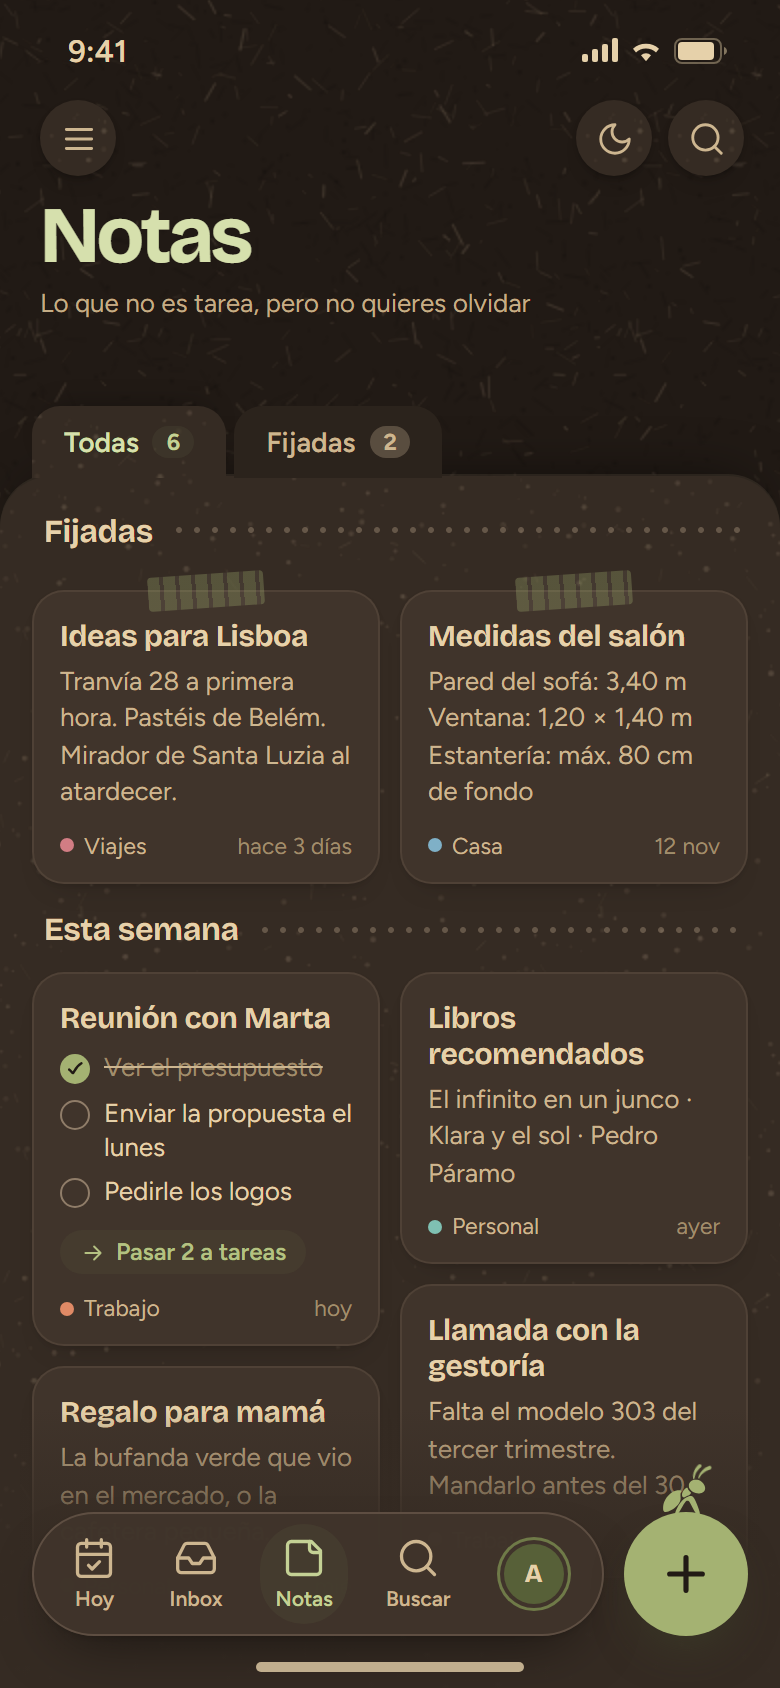 9:41
Notas
Lo que no es tarea, pero no quieres olvidar
Todas 6
Fijadas 2
Fijadas
Ideas para Lisboa
Tranvía 28 a primera
hora. Pastéis de Belém.
Mirador de Santa Luzia al
atardecer.
Viajes hace 3 días
Medidas del salón
Pared del sofá: 3,40 m
Ventana: 1,20 × 1,40 m
Estantería: máx. 80 cm
de fondo
Casa 12 nov
Esta semana
Reunión con Marta
Ver el presupuesto
Enviar la propuesta el
lunes
Pedirle los logos
→ Pasar 2 a tareas
Trabajo hoy
Libros
recomendados
El infinito en un junco ·
Klara y el sol · Pedro
Páramo
Personal ayer
Regalo para mamá
La bufanda verde que vio
en el mercado, o la
Llamada con la
gestoría
Falta el modelo 303 del
tercer trimestre.
Mandarlo antes del 30
Hoy
Inbox
Notas
Buscar
A